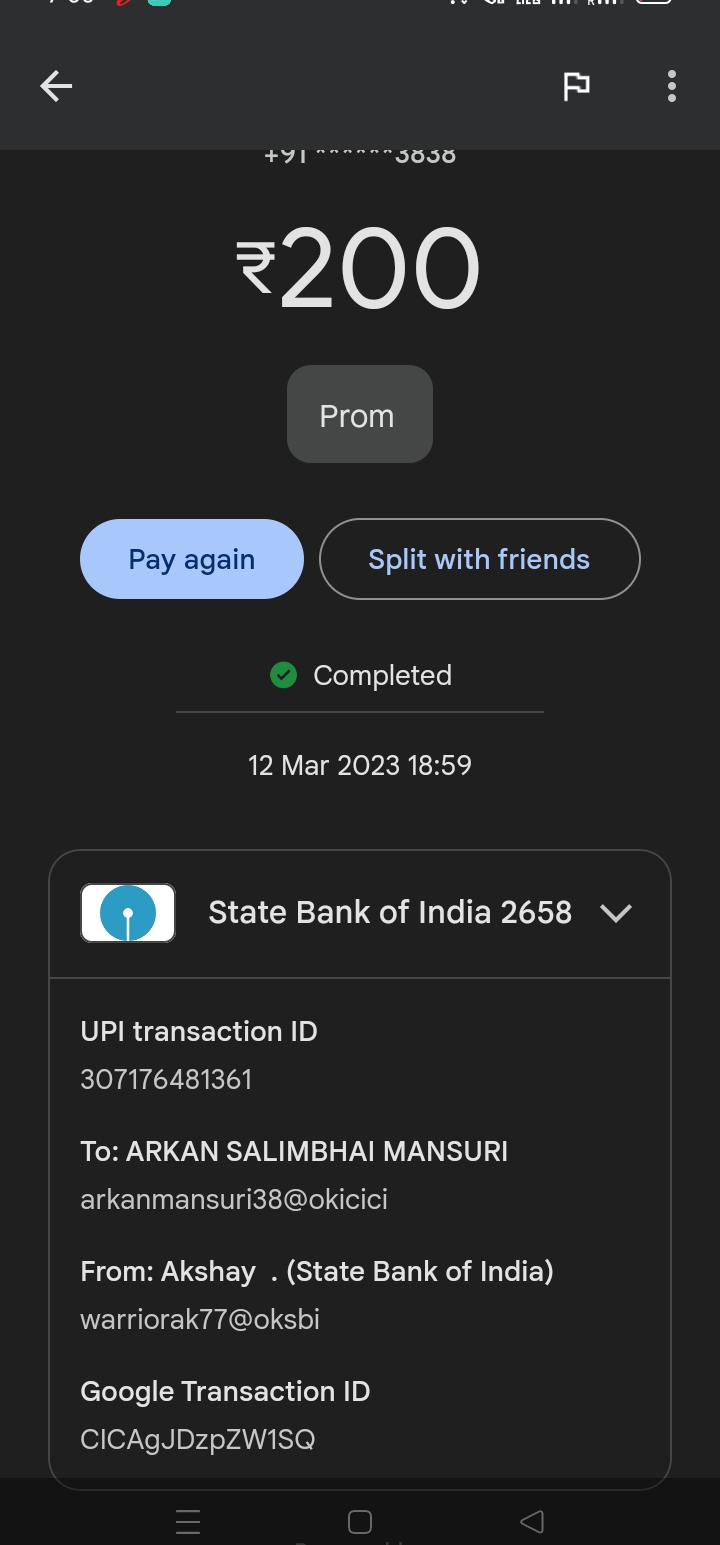 +91 ******3838
₹200
Prom
Pay again
Split with friends
Completed
12 Mar 2023 18:59
State Bank of India 2658
UPI transaction ID
307176481361
To: ARKAN SALIMBHAI MANSURI
arkanmansuri38@okicici
From: Akshay . (State Bank of India)
warriorak77@oksbi
Google Transaction ID
CICAgJDzpZW1SQ